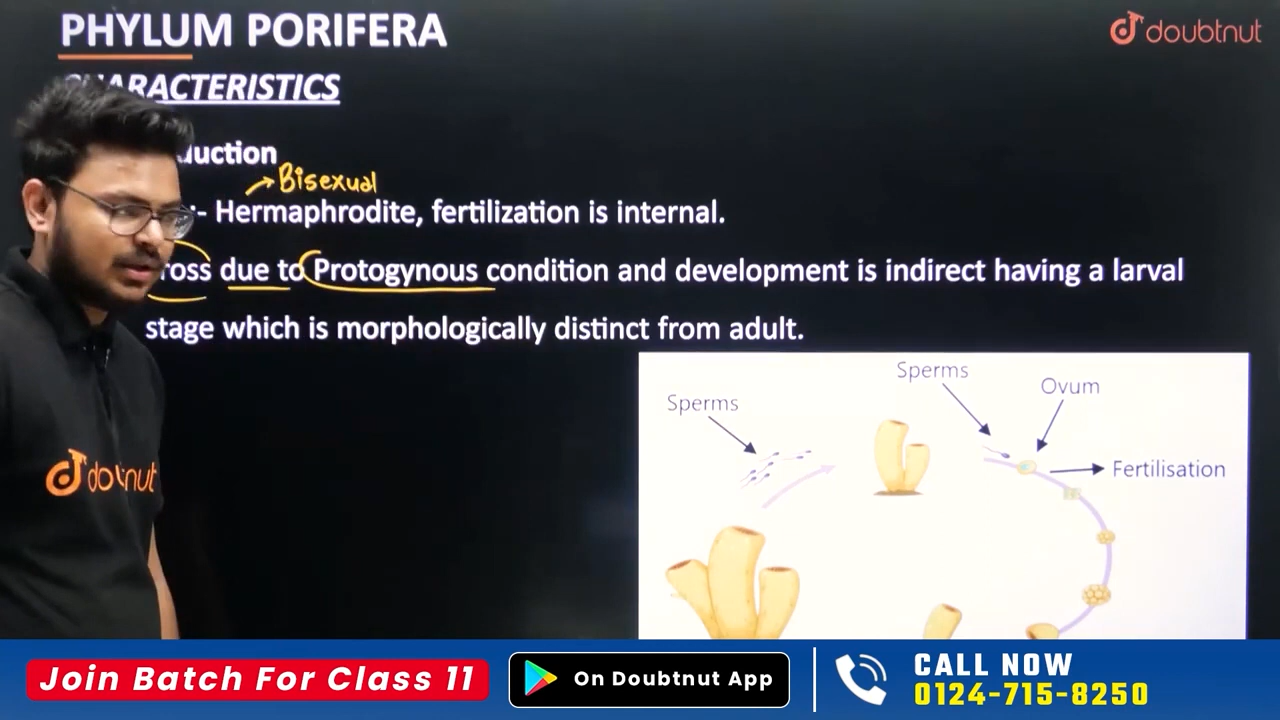 PHYLUM PORIFERA
doubtnut
CHARACTERISTICS
duction
Bisexual
:- Hermaphrodite, fertilization is internal.
ross due to Protogynous condition and development is indirect having a larval
stage which is morphologically distinct from adult.
Sperms
Sperms
Ovum
Fertilisation
doubtnut
Join Batch For Class 11
On Doubtnut App
CALL NOW
0124-715-8250